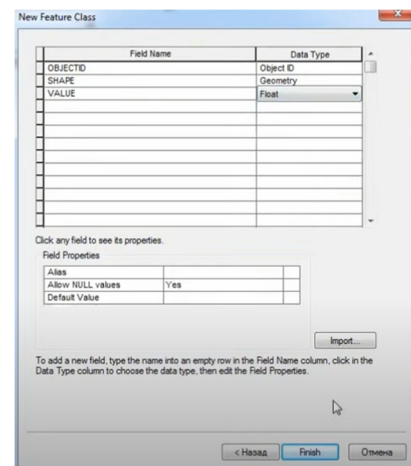 New Feature Class
Field Name Data Type
OBJECTID Object ID
SHAPE Geometry
VALUE Float
Click any field to see its properties.
Field Properties
Alias
Allow NULL values Yes
Default Value
Import...
To add a new field, type the name into an empty row in the Field Name column, click in the
Data Type column to choose the data type, then edit the Field Properties.
< Назад Finish Отмена